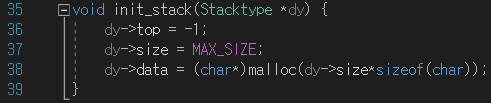 35 void init_stack(Stacktype *dy) {
36 dy->top = -1;
37 dy->size = MAX_SIZE;
38 dy->data = (char*)malloc(dy->size*sizeof(char));
39 }